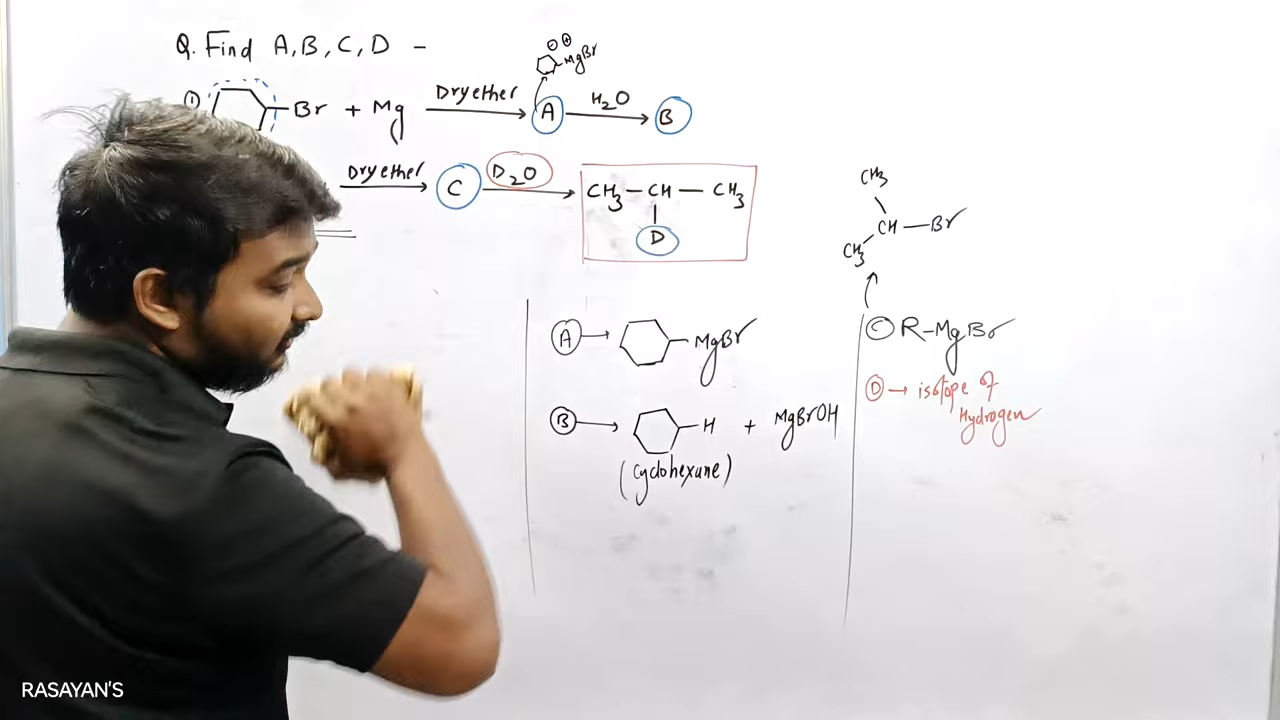 Q. Find A, B, C, D –
① Br + Mg Dry ether A H₂O B
⊖ ⊕
MgBr
Dry ether C D₂O CH₃–CH–CH₃
D
CH₃
CH–Br
CH₃
Ⓐ → MgBr
Ⓑ → H + MgBrOH
(Cyclohexane)
Ⓒ R–MgBr
Ⓓ → isotope of
Hydrogen
RASAYAN'S